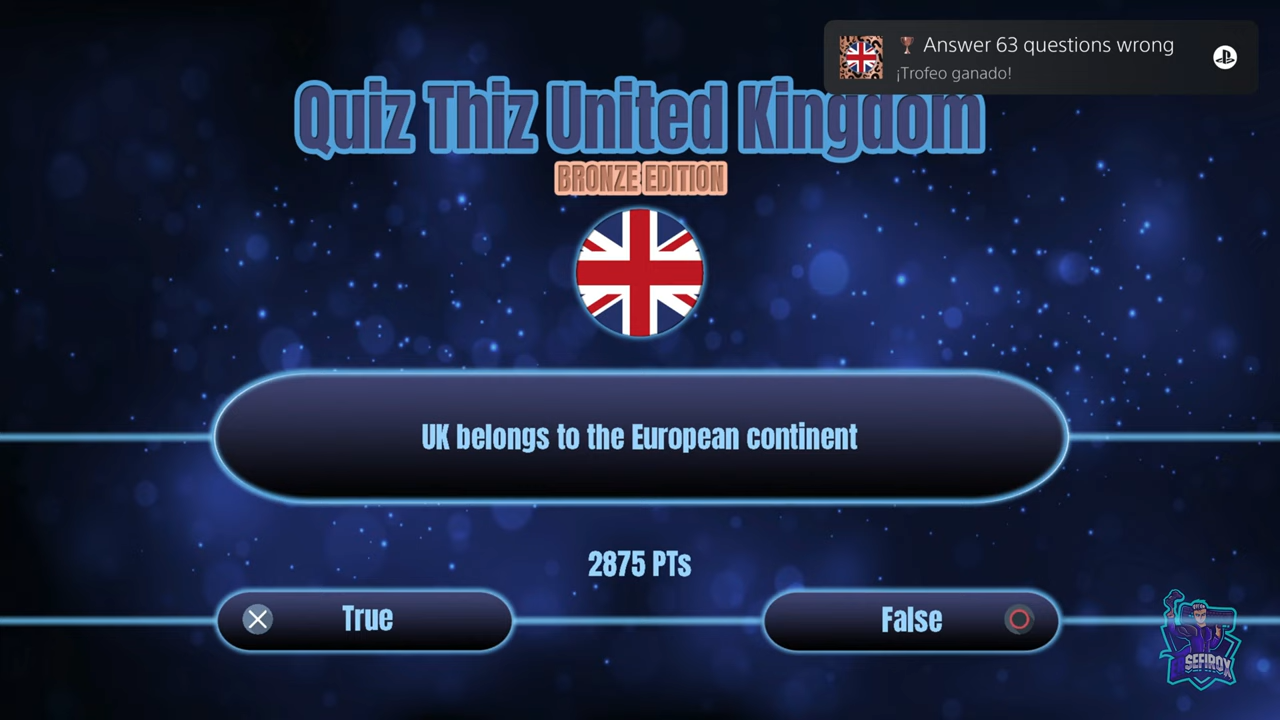 Answer 63 questions wrong
¡Trofeo ganado!
Quiz Thiz United Kingdom
BRONZE EDITION
UK belongs to the European continent
2875 PTs
True
False
SEFIROX